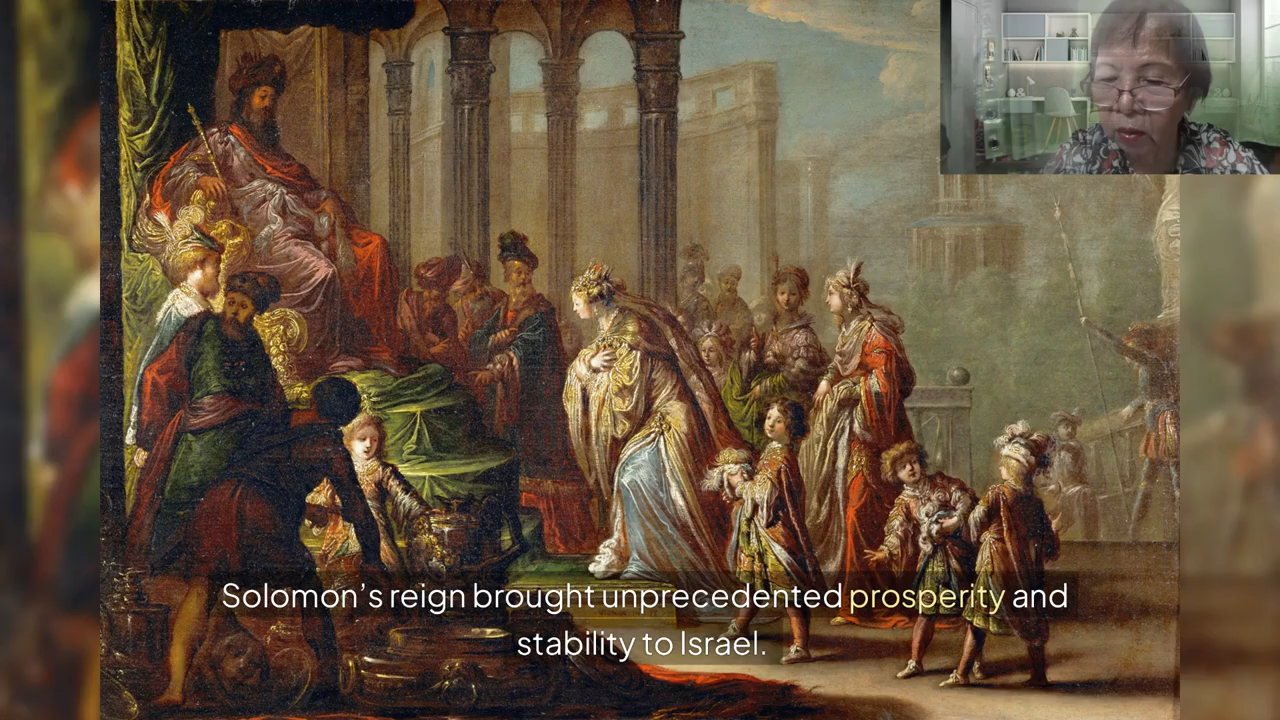 Solomon’s reign brought unprecedented prosperity and
stability to Israel.